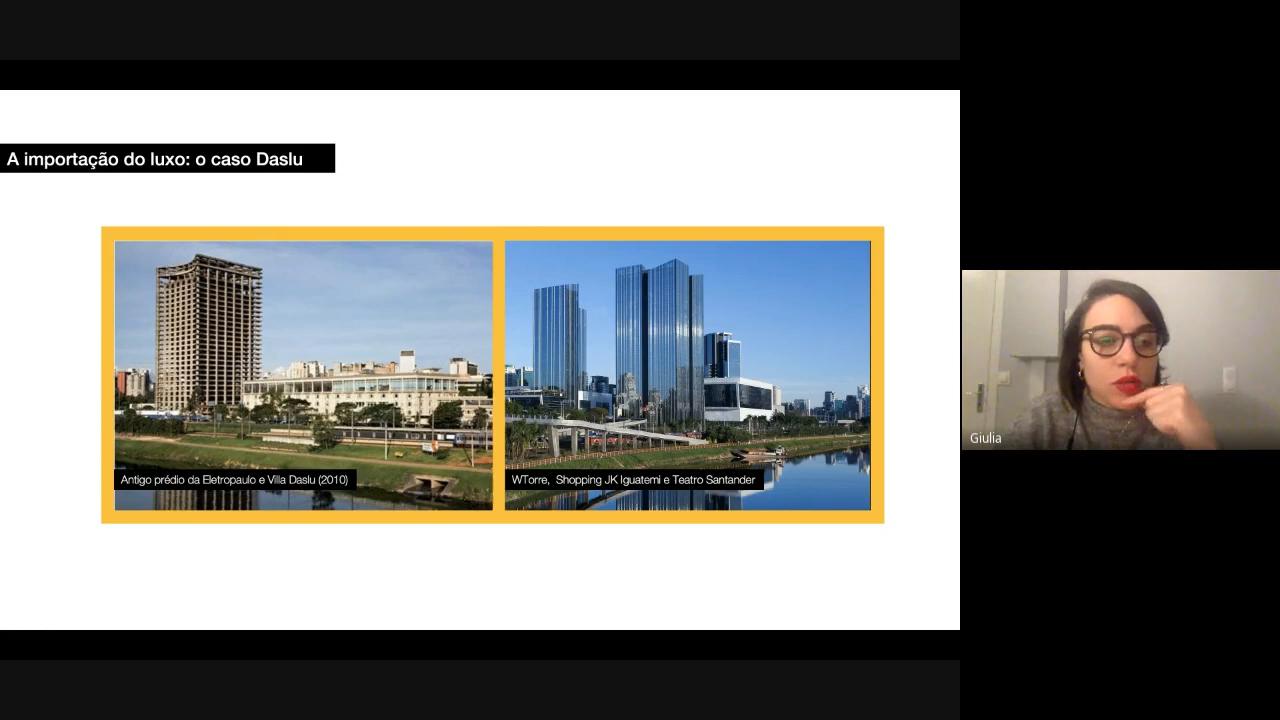 A importação do luxo: o caso Daslu
Antigo prédio da Eletropaulo e Villa Daslu (2010)
WTorre, Shopping JK Iguatemi e Teatro Santander
Giulia